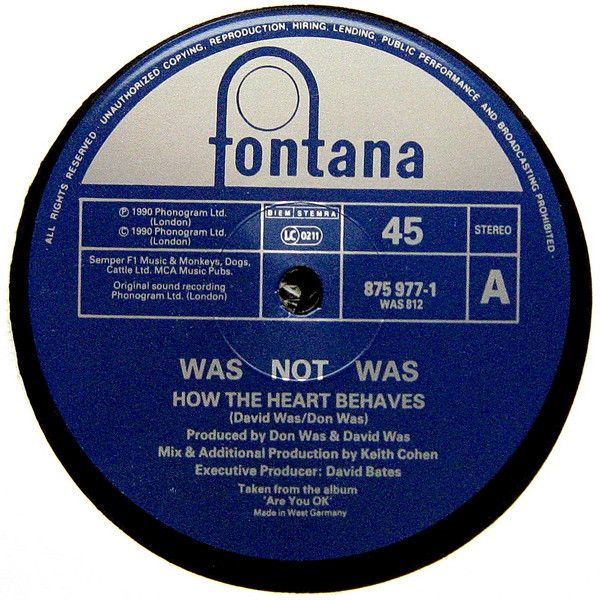 ALL RIGHTS RESERVED · UNAUTHORIZED COPYING, REPRODUCTION, HIRING, LENDING, PUBLIC PERFORMANCE AND BROADCASTING PROHIBITED
fontana
℗ 1990 Phonogram Ltd.
(London)
© 1990 Phonogram Ltd.
(London)
BIEM STEMRA
LC 0211
45
STEREO
Semper F1 Music & Monkeys, Dogs,
Cattle Ltd. MCA Music Pubs.
Original sound recording
Phonogram Ltd. (London)
875 977-1
WAS 812
A
WAS NOT WAS
HOW THE HEART BEHAVES
(David Was/Don Was)
Produced by Don Was & David Was
Mix & Additional Production by Keith Cohen
Executive Producer: David Bates
Taken from the album
'Are You OK'
Made in West Germany